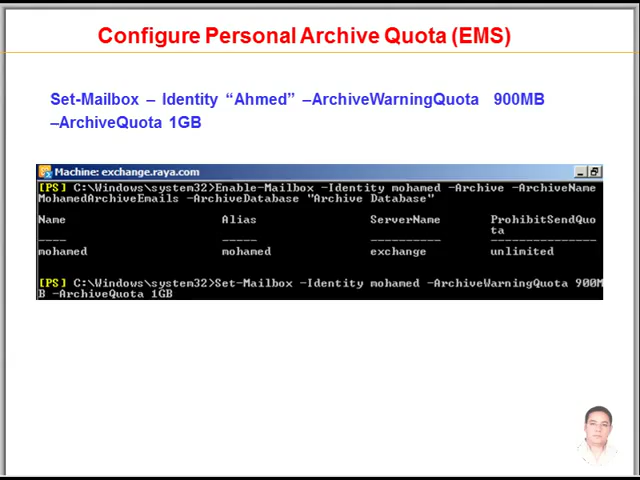 Configure Personal Archive Quota (EMS)
Set-Mailbox – Identity “Ahmed” –ArchiveWarningQuota 900MB
–ArchiveQuota 1GB
Machine: exchange.raya.com
[PS] C:\Windows\system32>Enable-Mailbox -Identity mohamed -Archive -ArchiveName
MohamedArchiveEmails -ArchiveDatabase "Archive Database"
Name Alias ServerName ProhibitSendQuo
ta
---- ----- ---------- ---------------
mohamed mohamed exchange unlimited
[PS] C:\Windows\system32>Set-Mailbox -Identity mohamed -ArchiveWarningQuota 900M
B -ArchiveQuota 1GB